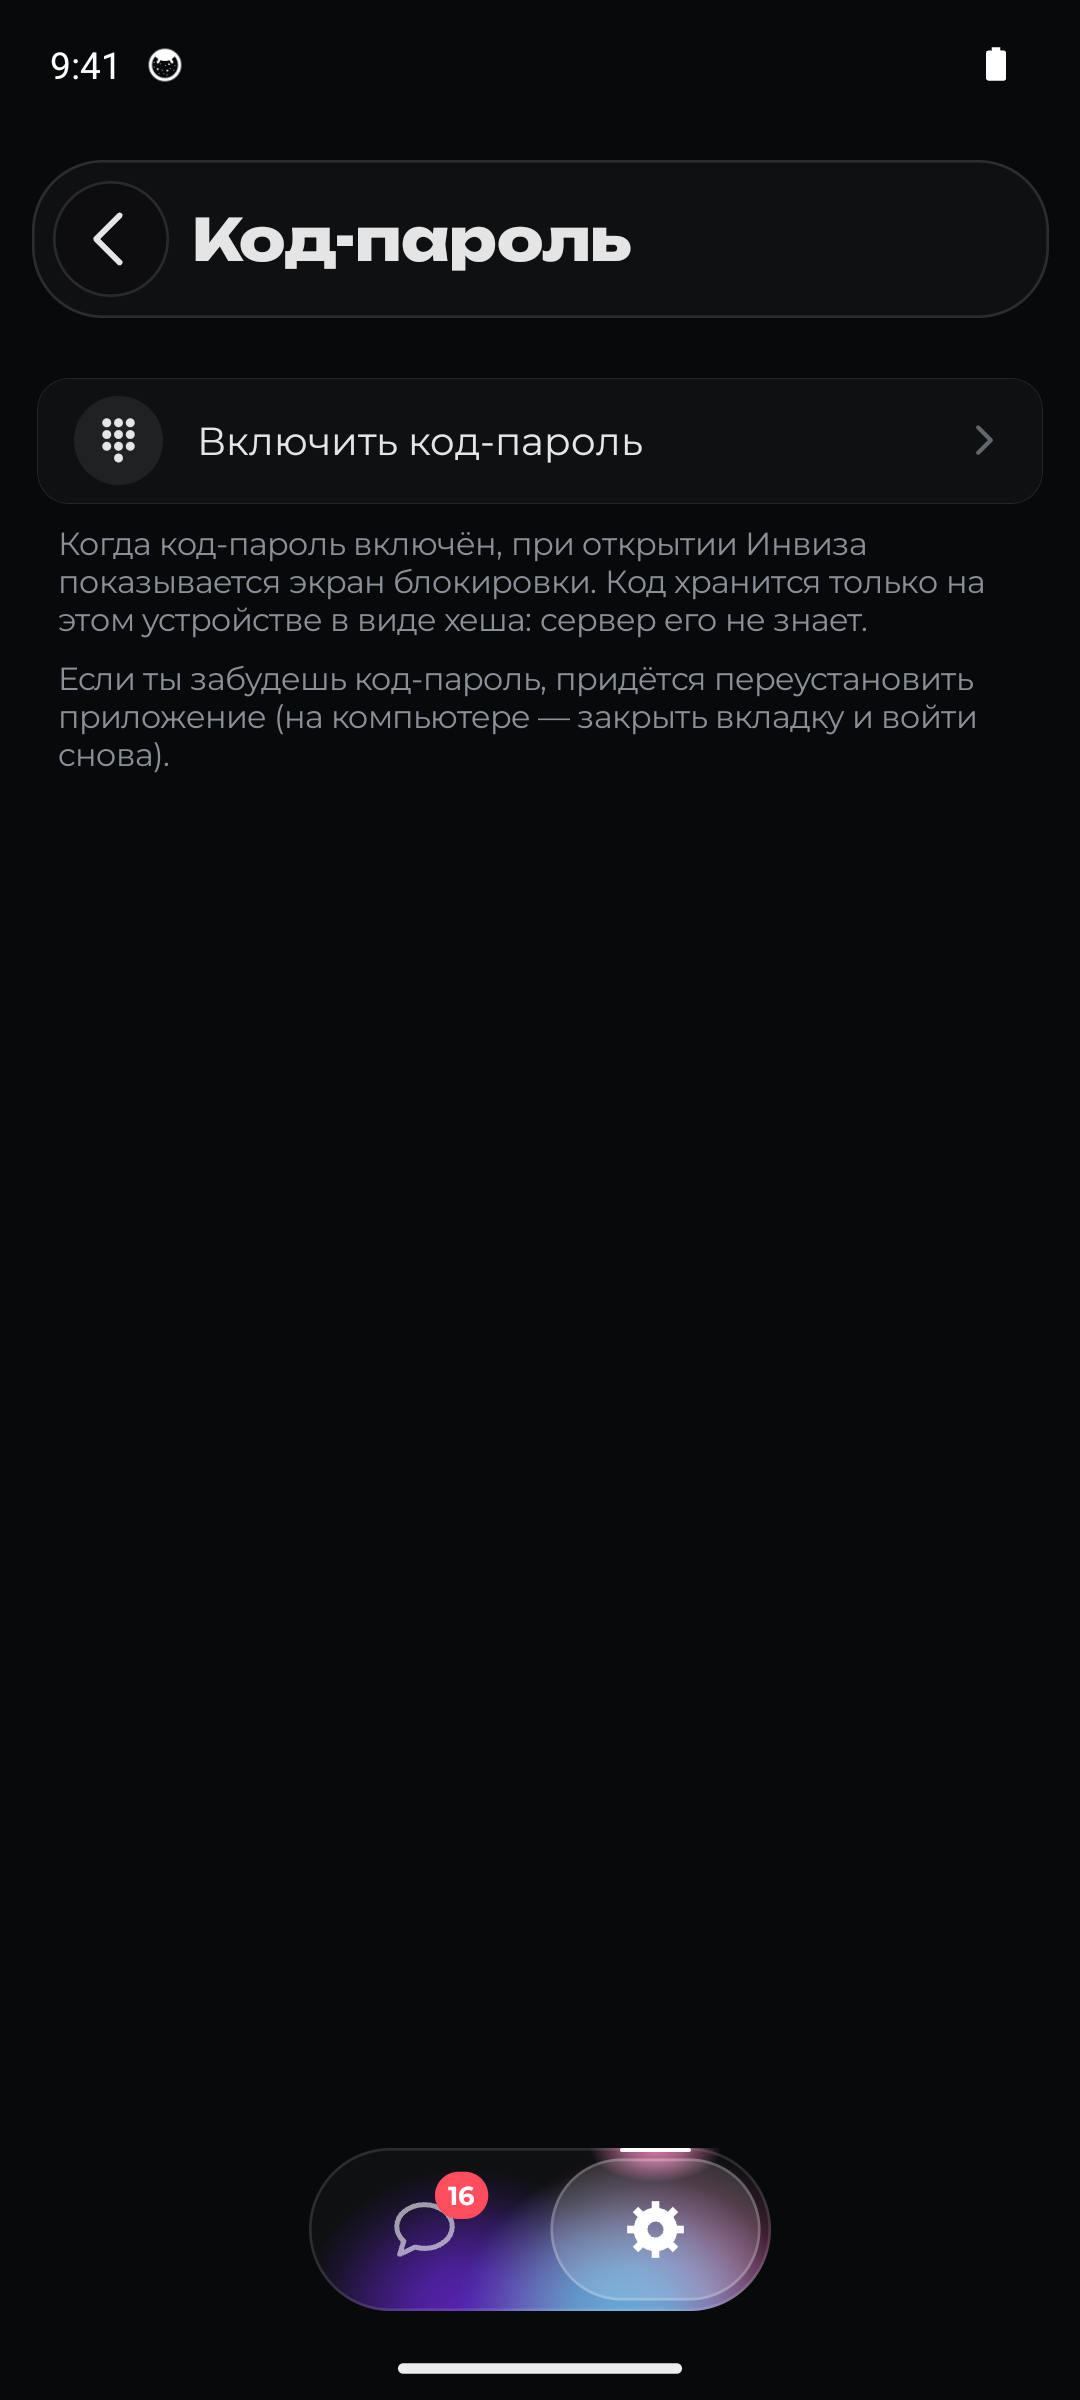 9:41
Код-пароль
Включить код-пароль
Когда код-пароль включён, при открытии Инвиза
показывается экран блокировки. Код хранится только на
этом устройстве в виде хеша: сервер его не знает.
Если ты забудешь код-пароль, придётся переустановить
приложение (на компьютере — закрыть вкладку и войти
снова).
16